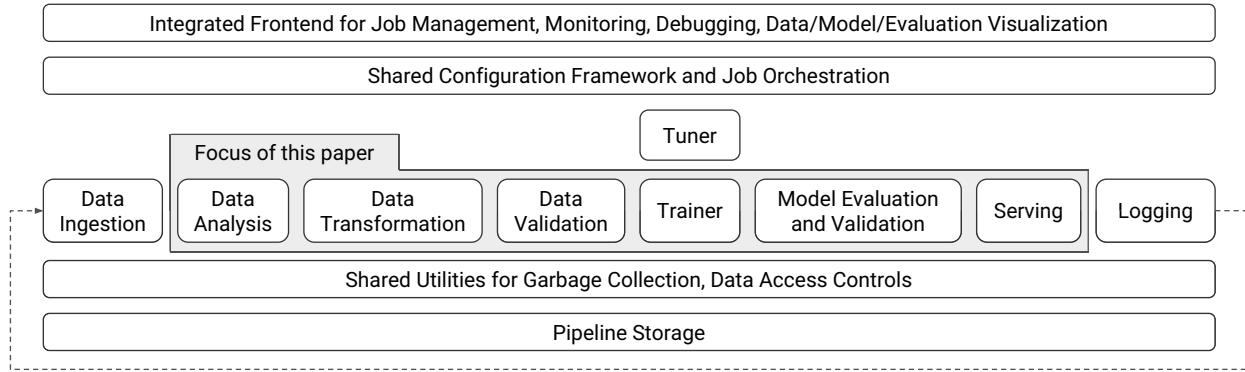 Integrated Frontend for Job Management, Monitoring, Debugging, Data/Model/Evaluation Visualization
Shared Configuration Framework and Job Orchestration
Tuner
Focus of this paper
Data
Ingestion
Data
Analysis
Data
Transformation
Data
Validation
Trainer
Model Evaluation
and Validation
Serving
Logging
Shared Utilities for Garbage Collection, Data Access Controls
Pipeline Storage